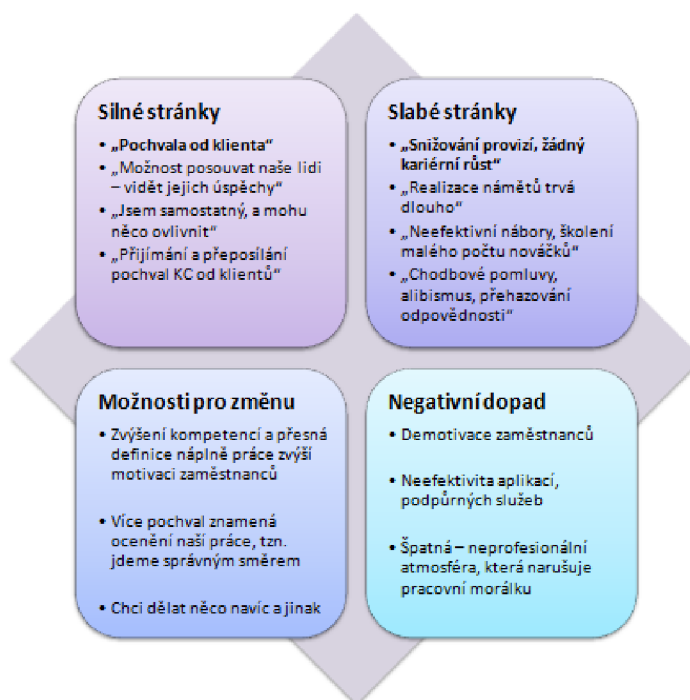 Silné stránky
• „Pochvala od klienta“
• „Možnost posouvat naše lidi
– vidět jejich úspěchy“
• „Jsem samostatný, a mohu
něco ovlivnit“
• „Přijímání a přeposílání
pochval KC od klientů“
Slabé stránky
• „Snižování provizí, žádný
kariérní růst“
• „Realizace námětů trvá
dlouho“
• „Neefektivní nábory, školení
malého počtu nováčků“
• „Chodbové pomluvy,
alibismus, přehazování
odpovědnosti“
Možnosti pro změnu
• Zvýšení kompetencí a přesná
definice náplně práce zvýší
motivaci zaměstnanců
• Více pochval znamená
ocenění naší práce, tzn.
jdeme správným směrem
• Chci dělat něco navíc a jinak
Negativní dopad
• Demotivace zaměstnanců
• Neefektivita aplikací,
podpůrných služeb
• Špatná – neprofesionální
atmosféra, která narušuje
pracovní morálku